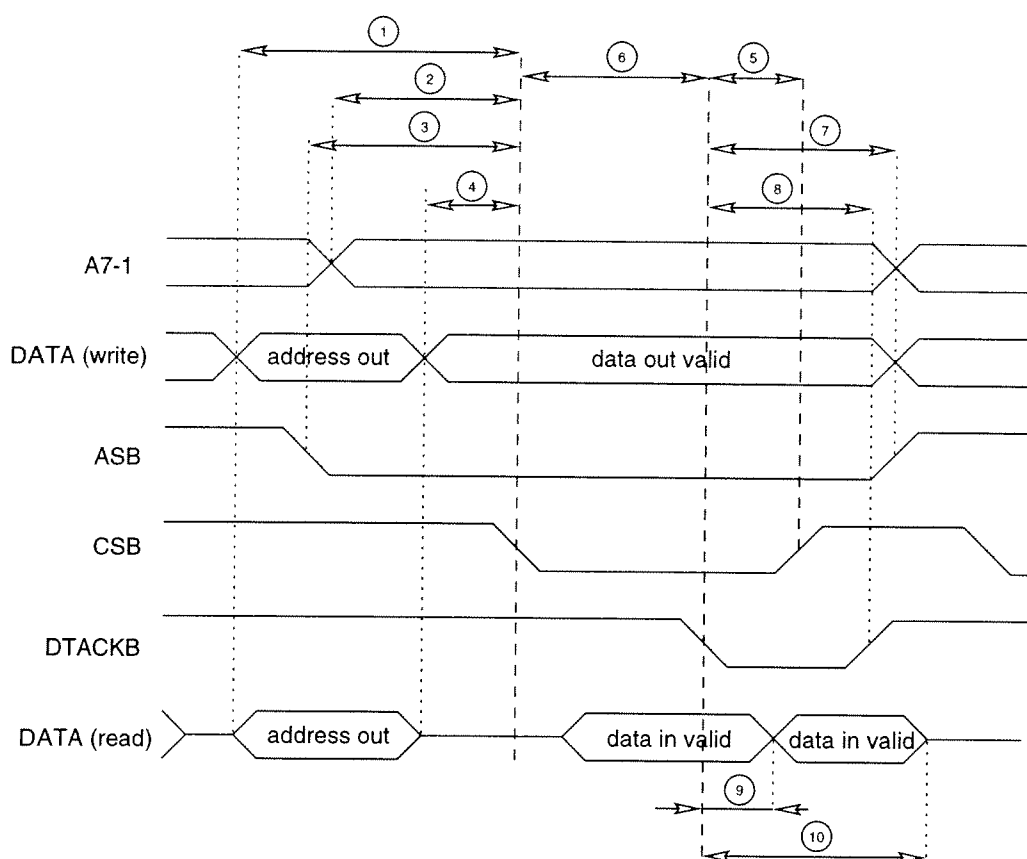 1
6
5
2
3
7
4
8
A7-1
DATA (write)
address out
data out valid
ASB
CSB
DTACKB
DATA (read)
address out
data in valid
data in valid
9
10